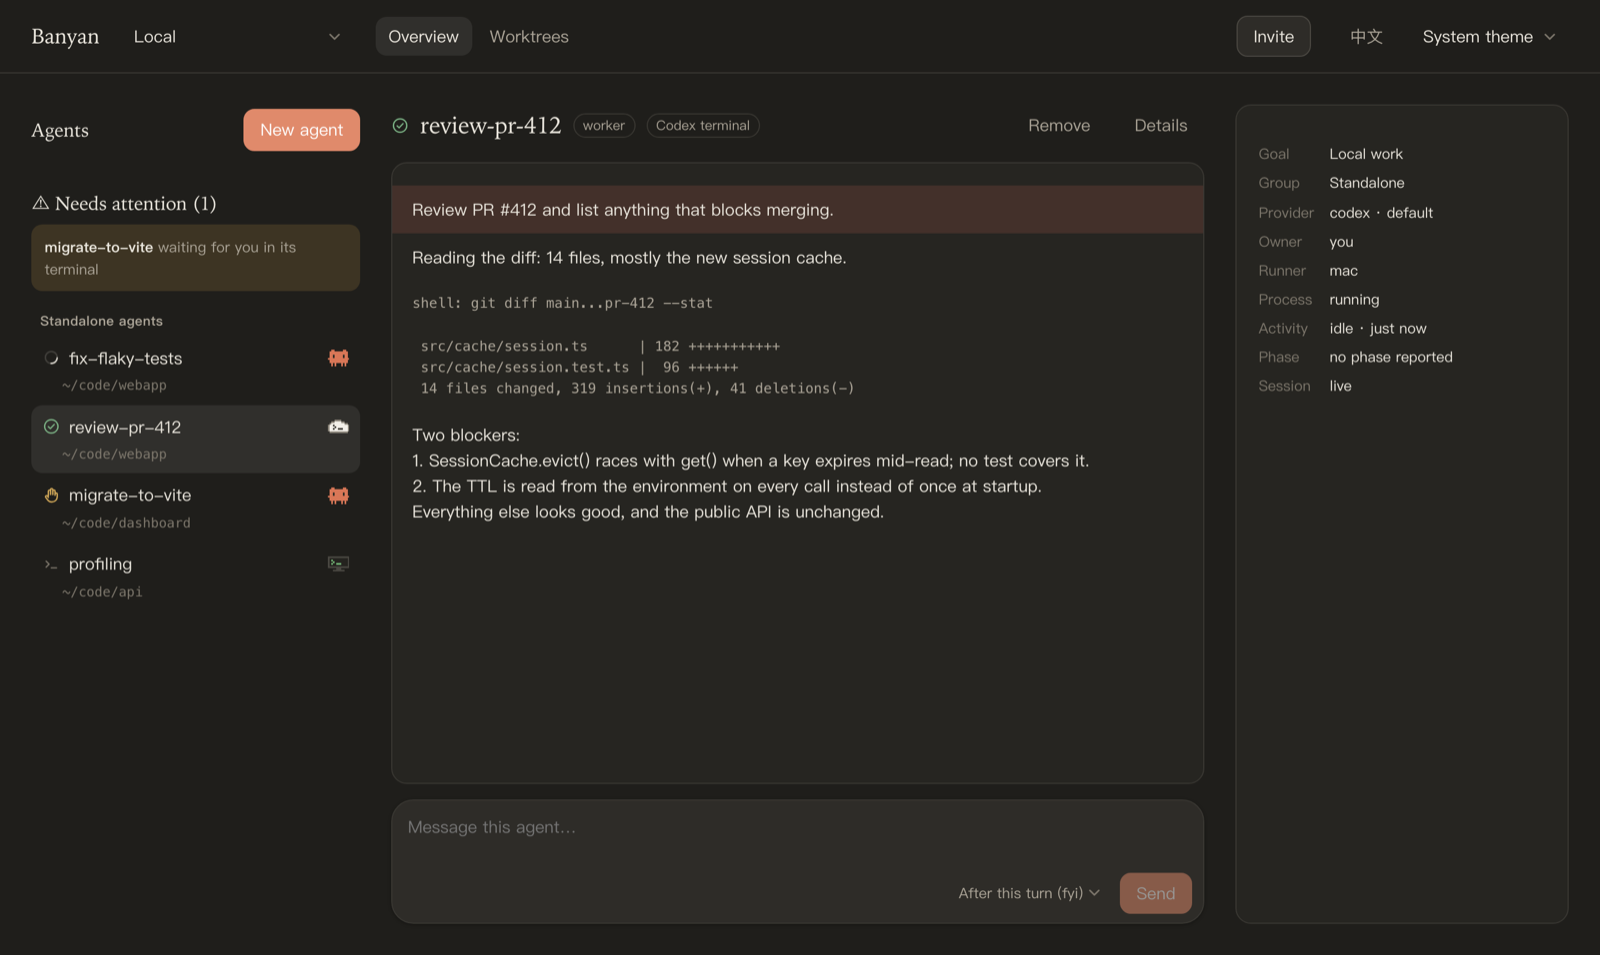 Banyan
Local
Overview
Worktrees
Invite
中文
System theme
Agents
New agent
Needs attention (1)
migrate-to-vite waiting for you in its
terminal
Standalone agents
fix-flaky-tests
~/code/webapp
review-pr-412
~/code/webapp
migrate-to-vite
~/code/dashboard
profiling
~/code/api
review-pr-412
worker
Codex terminal
Remove
Details
Review PR #412 and list anything that blocks merging.
Reading the diff: 14 files, mostly the new session cache.
shell: git diff main...pr-412 --stat
src/cache/session.ts      | 182 +++++++++++
src/cache/session.test.ts |  96 ++++++
14 files changed, 319 insertions(+), 41 deletions(-)
Two blockers:
1. SessionCache.evict() races with get() when a key expires mid-read; no test covers it.
2. The TTL is read from the environment on every call instead of once at startup.
Everything else looks good, and the public API is unchanged.
Message this agent...
After this turn (fyi)
Send
Goal Local work
Group Standalone
Provider codex · default
Owner you
Runner mac
Process running
Activity idle · just now
Phase no phase reported
Session live